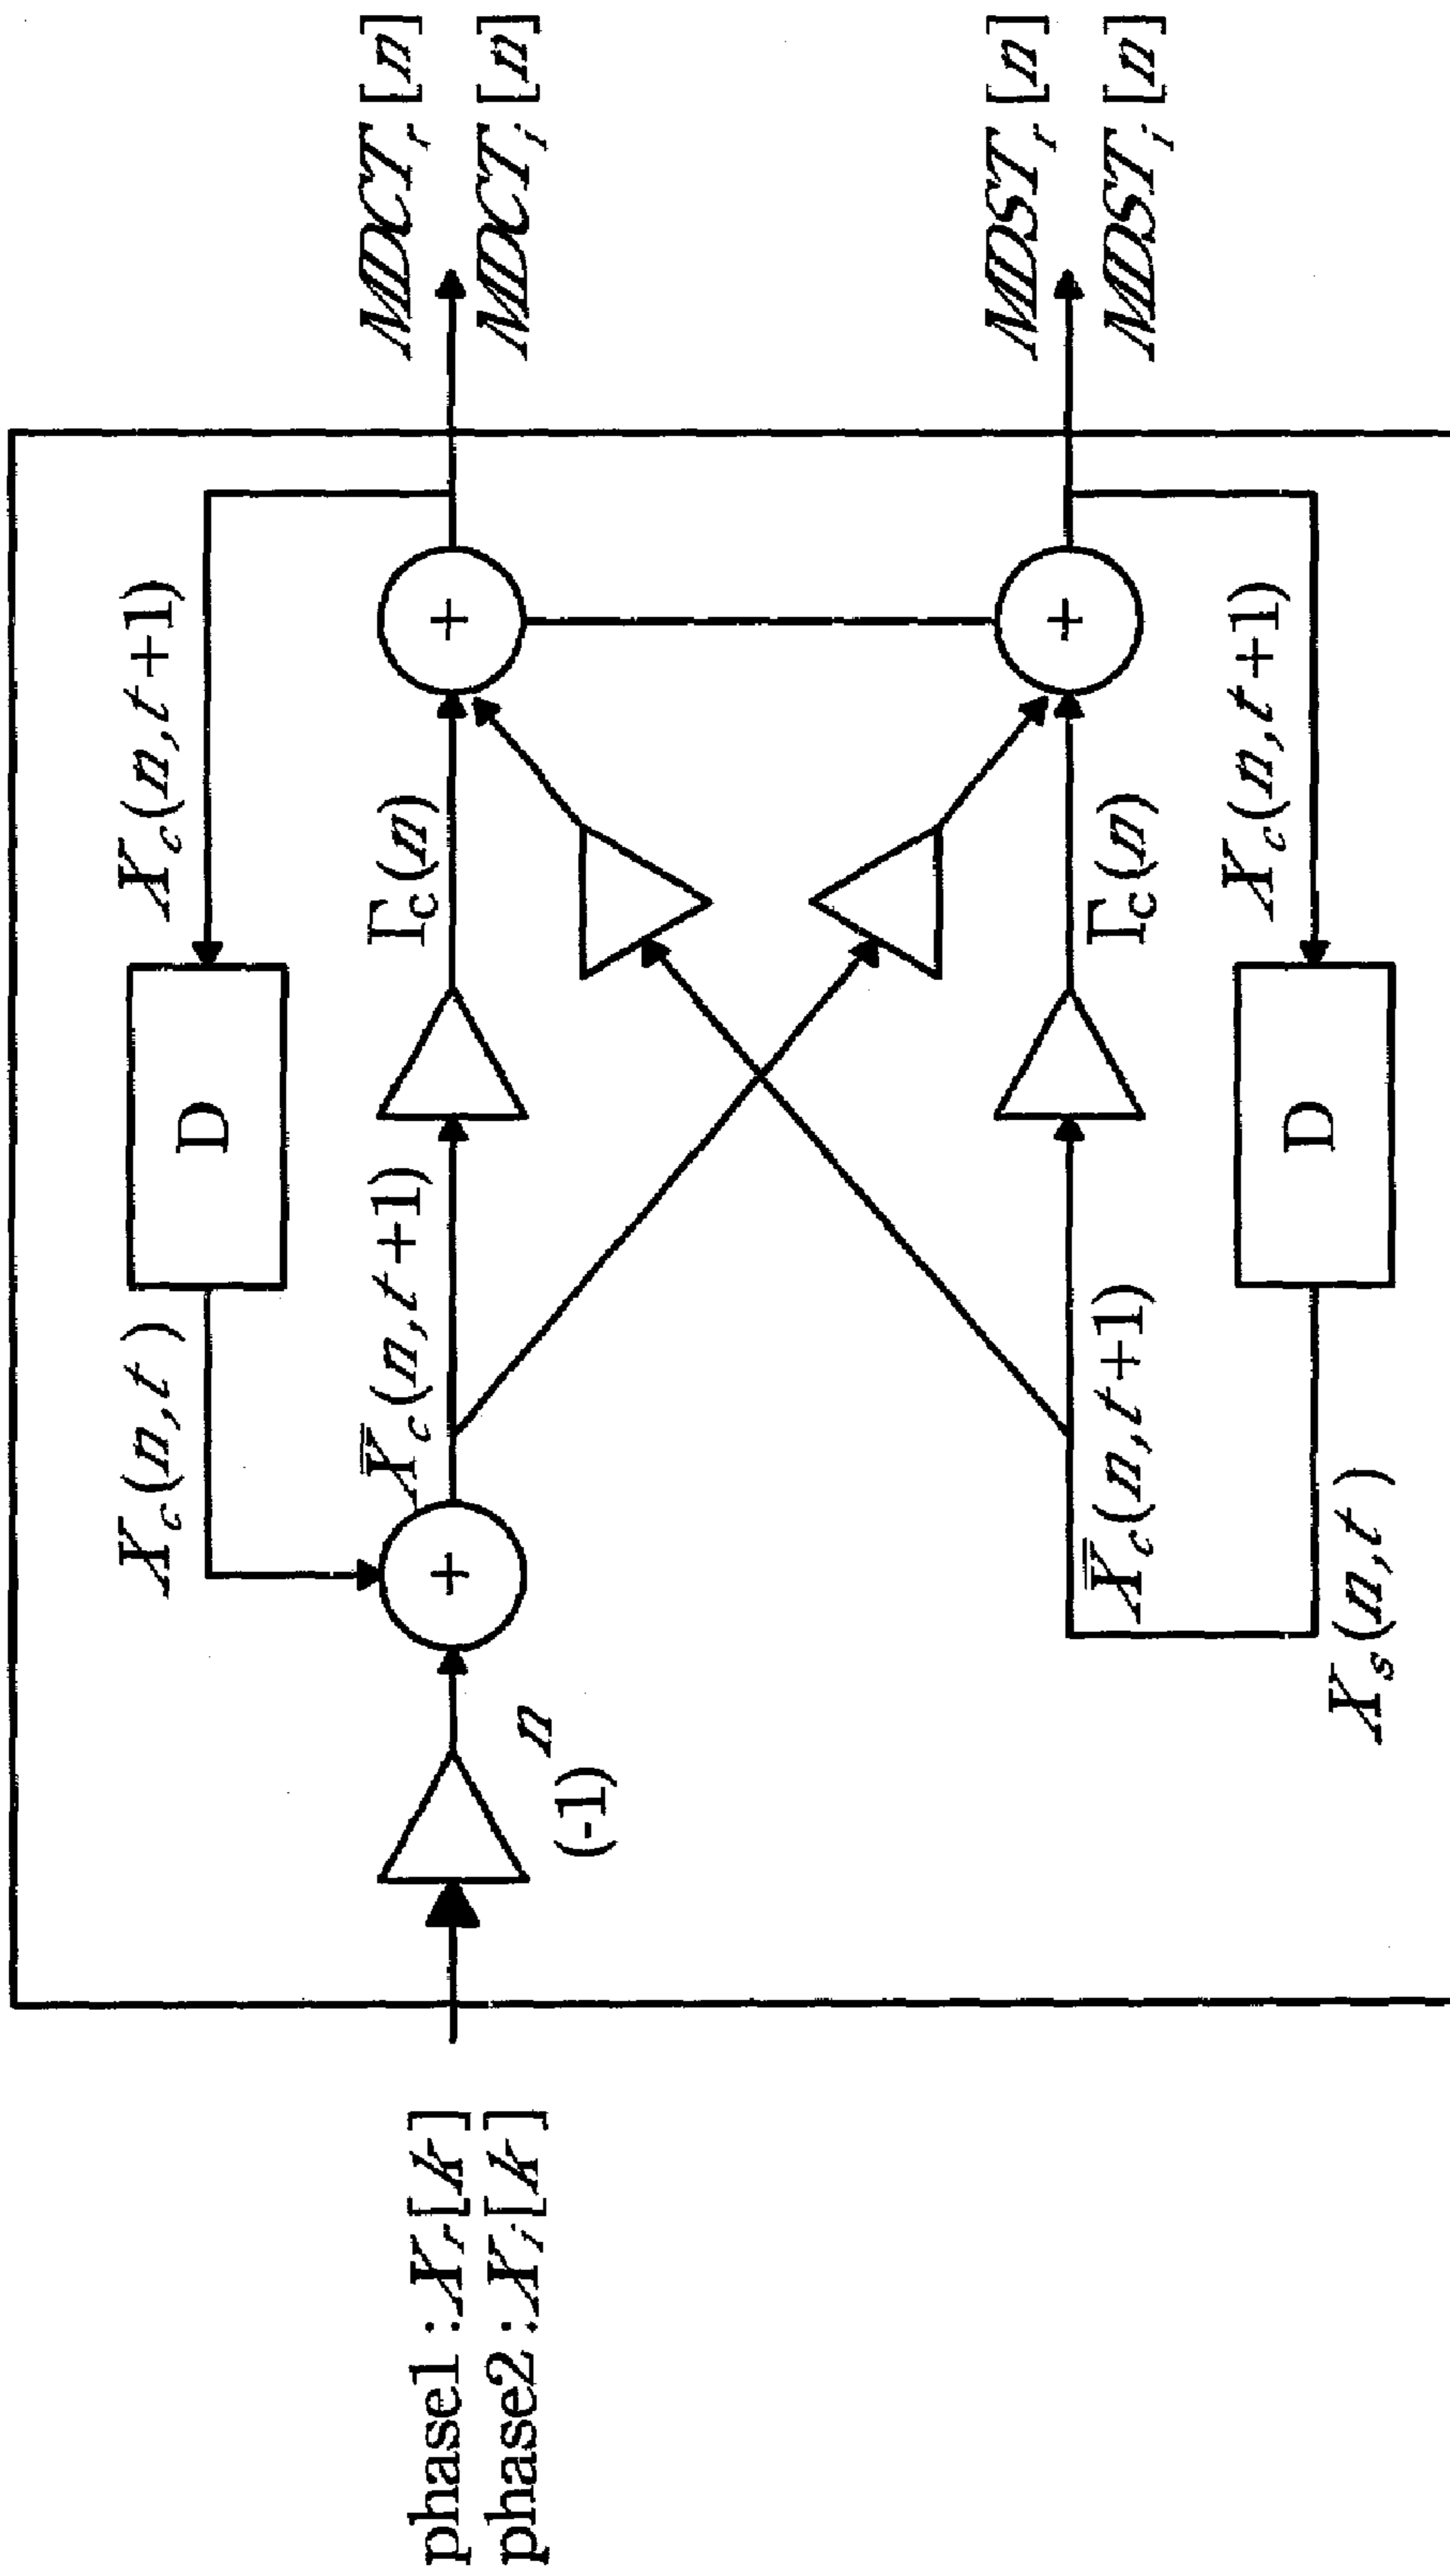 phase1 : X_r[k]
phase2 : X_i[k]
(-1)^n
X_c(n,t)
D
X_c(n,t+1)
+
X̿_c(n,t+1)
Γ_c(n)
+
MDCT_r[n]
MDCT_i[n]
X̿_c(n,t+1)
Γ_c(n)
+
MDST_r[n]
MDST_i[n]
X_s(n,t)
D
X_c(n,t+1)